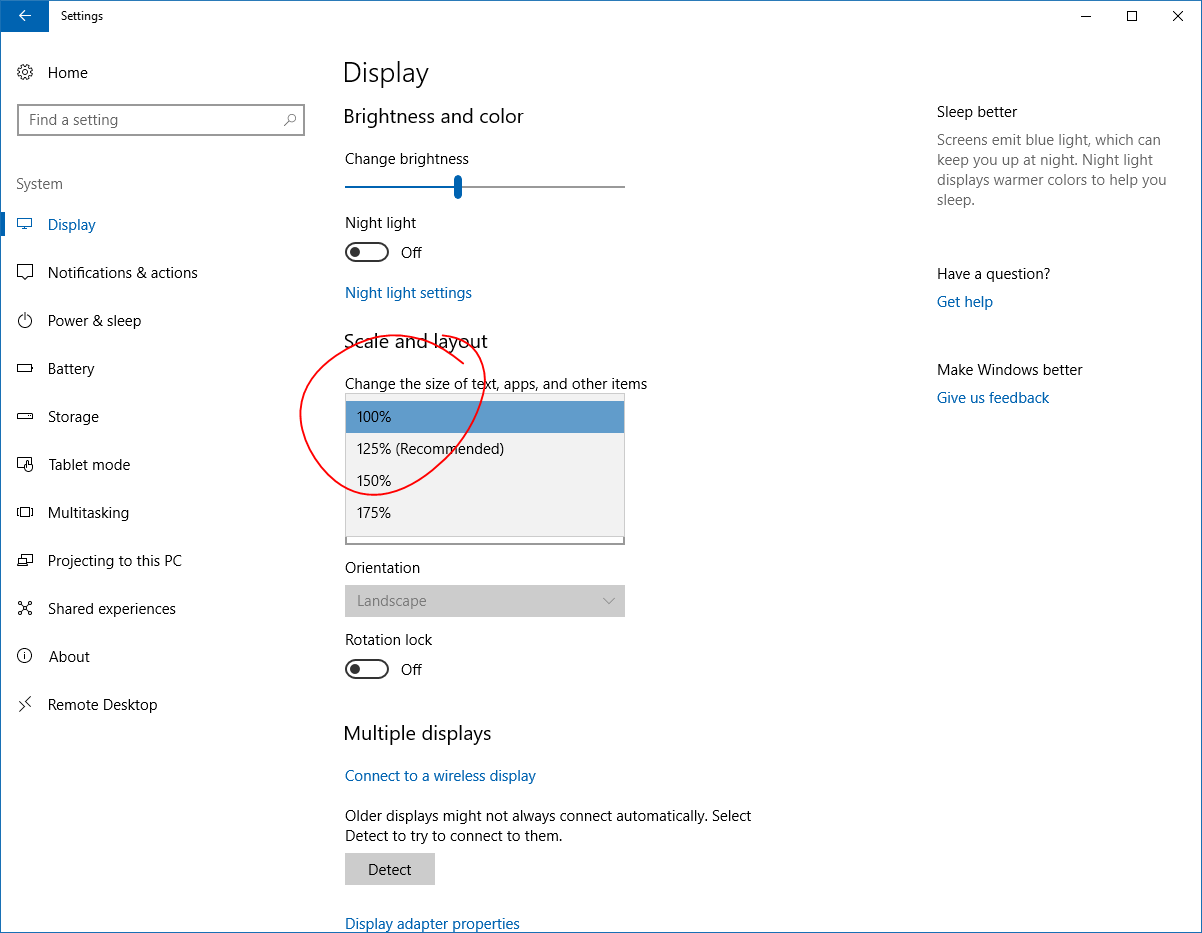 Settings
Home
Find a setting
System
Display
Notifications & actions
Power & sleep
Battery
Storage
Tablet mode
Multitasking
Projecting to this PC
Shared experiences
About
Remote Desktop
Display
Brightness and color
Change brightness
Night light
Off
Night light settings
Scale and layout
Change the size of text, apps, and other items
100%
125% (Recommended)
150%
175%
Orientation
Landscape
Rotation lock
Off
Multiple displays
Connect to a wireless display
Older displays might not always connect automatically. Select
Detect to try to connect to them.
Detect
Display adapter properties
Sleep better
Screens emit blue light, which can
keep you up at night. Night light
displays warmer colors to help you
sleep.
Have a question?
Get help
Make Windows better
Give us feedback